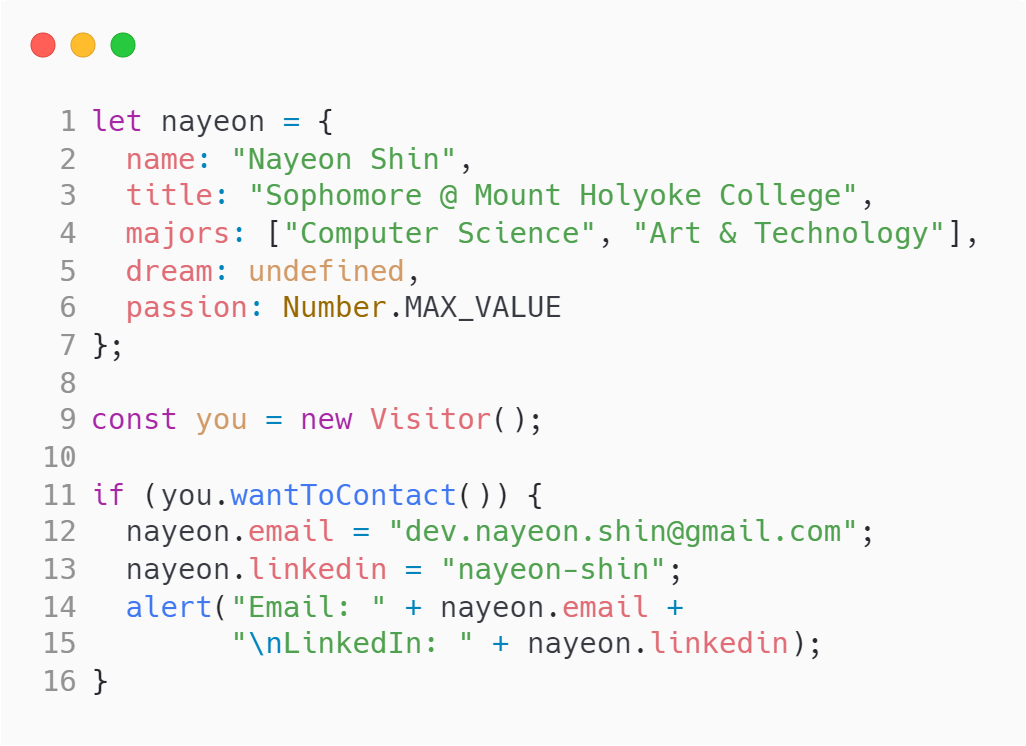 1 let nayeon = {
2   name: "Nayeon Shin",
3   title: "Sophomore @ Mount Holyoke College",
4   majors: ["Computer Science", "Art & Technology"],
5   dream: undefined,
6   passion: Number.MAX_VALUE
7 };
8
9 const you = new Visitor();
10
11 if (you.wantToContact()) {
12   nayeon.email = "dev.nayeon.shin@gmail.com";
13   nayeon.linkedin = "nayeon-shin";
14   alert("Email: " + nayeon.email +
15         "\nLinkedIn: " + nayeon.linkedin);
16 }